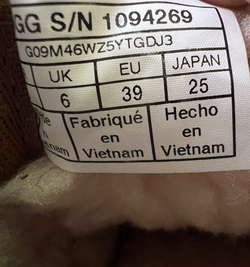 GG S/N 1094269
G09M46WZ5YTGDJ3
UK EU JAPAN
6 39 25
Fabriqué Hecho
en en
Vietnam Vietnam